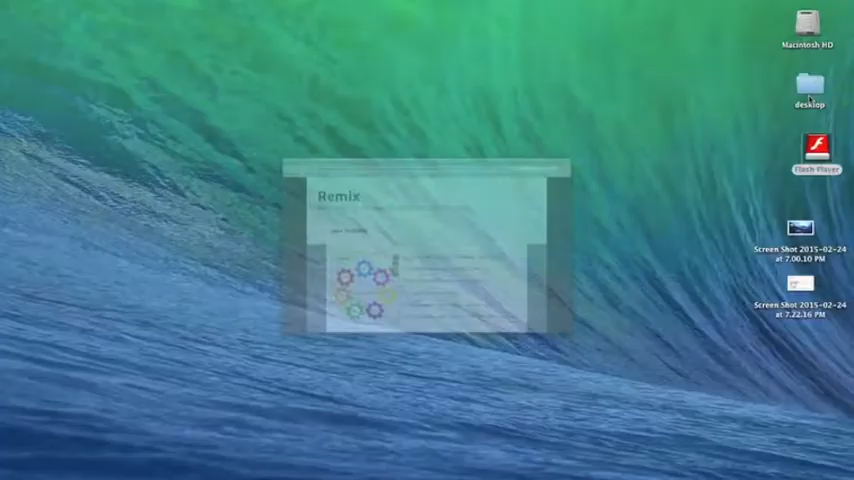 Macintosh HD
desktop
Flash Player
Screen Shot 2015-02-24
at 7.00.10 PM
Screen Shot 2015-02-24
at 7.22.16 PM
Remix